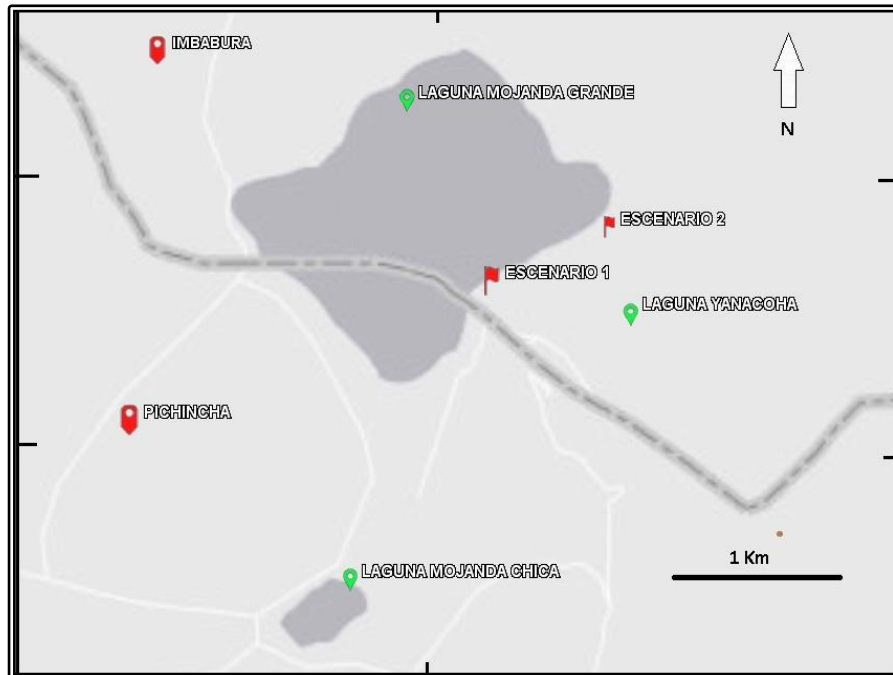 IMBABURA
LAGUNA MOJANDA GRANDE
N
ESCENARIO 2
ESCENARIO 1
LAGUNA YANACOHA
PICHINCHA
1 Km
LAGUNA MOJANDA CHICA